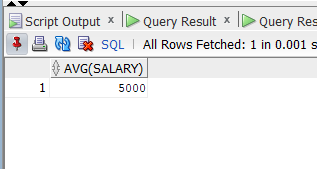 Script Output x Query Result x Query Res
SQL | All Rows Fetched: 1 in 0.001 s
AVG(SALARY)
1 5000